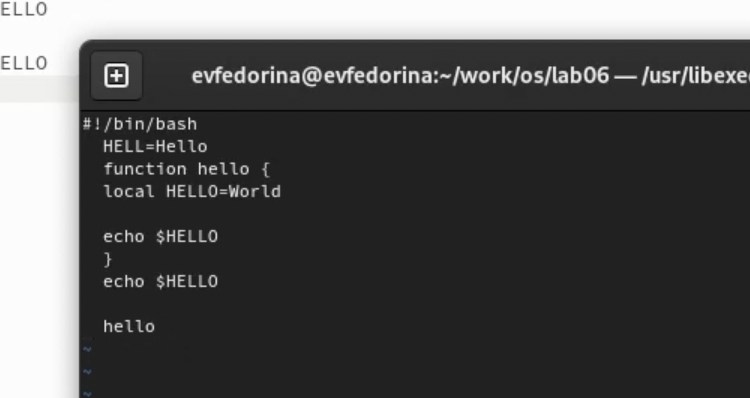 ELLO
ELLO
evfedorina@evfedorina:~/work/os/lab06 — /usr/libexe
#!/bin/bash
HELL=Hello
function hello {
local HELLO=World
echo $HELLO
}
echo $HELLO
hello
~
~
~